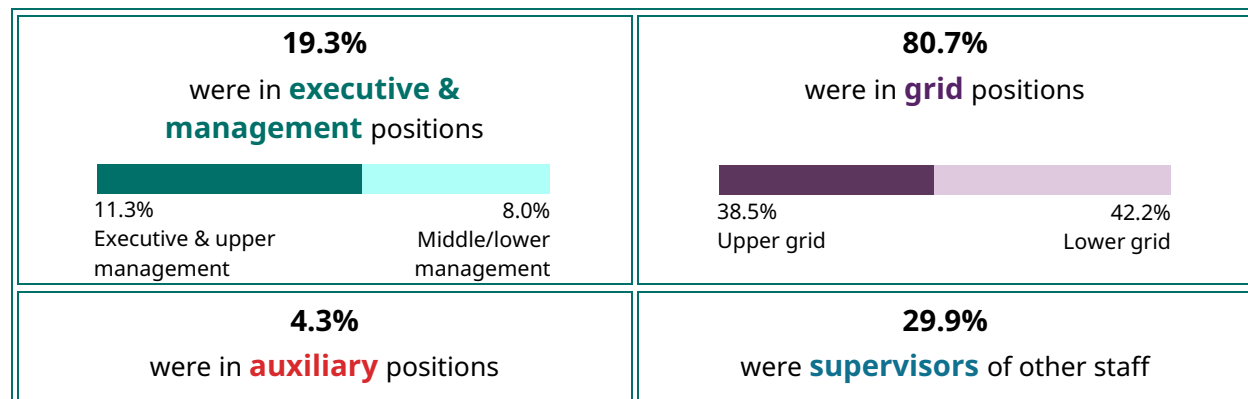 19.3%
were in executive &
management positions
11.3%
8.0%
Executive & upper
management
Middle/lower
management
80.7%
were in grid positions
38.5%
42.2%
Upper grid
Lower grid
4.3%
were in auxiliary positions
29.9%
were supervisors of other staff